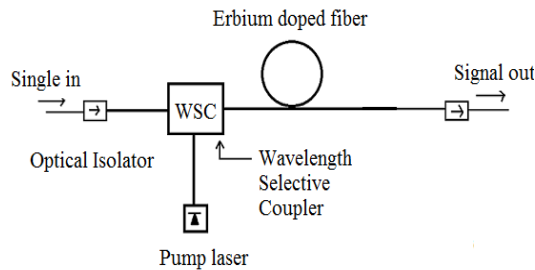 Erbium doped fiber
Single in
Signal out
WSC
Optical Isolator
Wavelength
Selective
Coupler
Pump laser